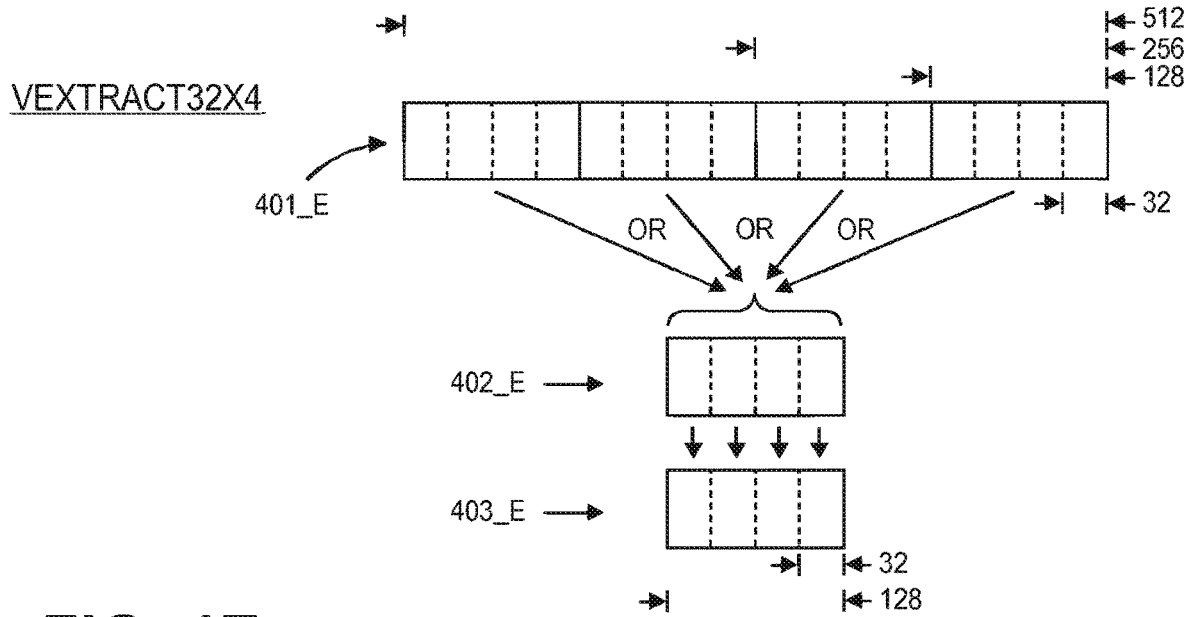 512
256
128
VEXTRACT32X4
401_E
32
OR OR OR
402_E
403_E
32
128